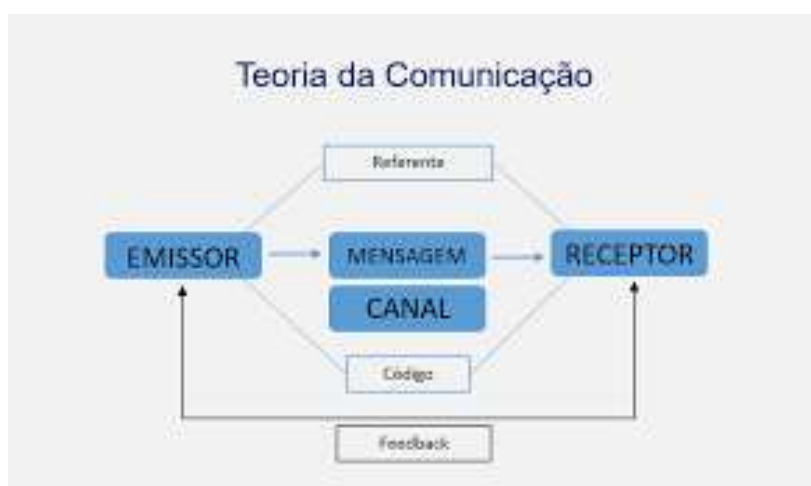 Teoria da Comunicação
Referente
EMISSOR
MENSAGEM
RECEPTOR
CANAL
Código
Feedback